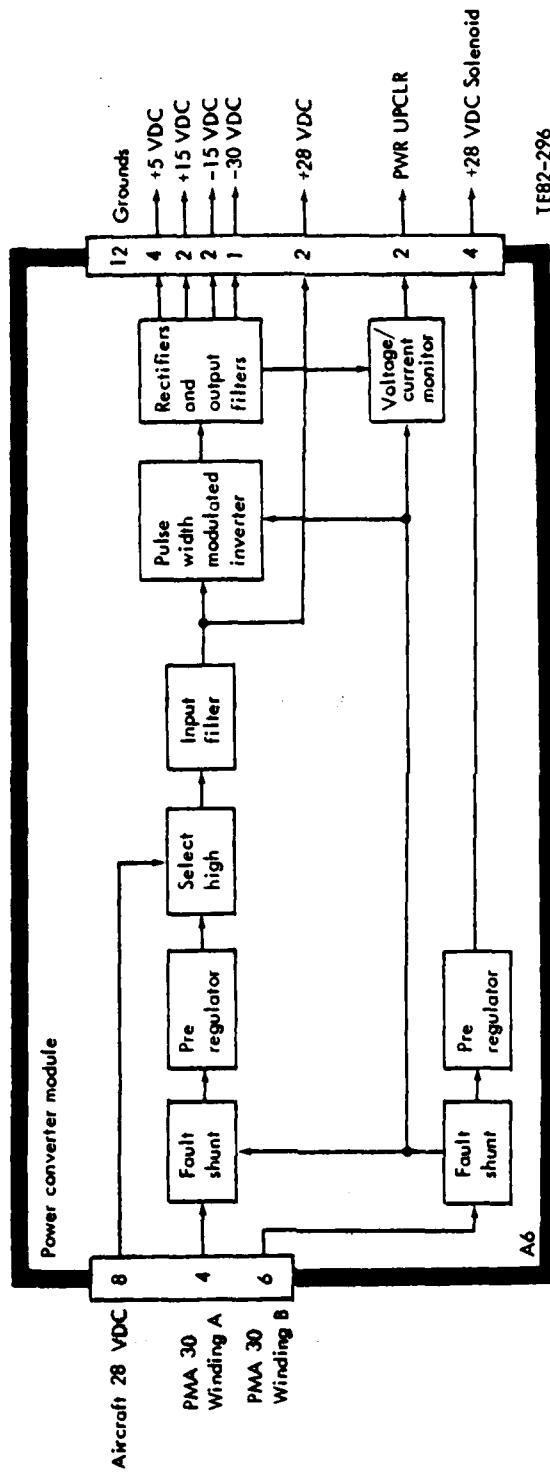 Power converter module
Aircraft 28 VDC
8
PMA 30
Winding A
4
PMA 30
Winding B
6
Fault
shunt
Pre
regulator
Select
high
Input
filter
Pulse
width
modulated
inverter
Rectifiers
and
output
filters
Voltage/
current
monitor
Fault
shunt
Pre
regulator
12
Grounds
4
+5 VDC
2
+15 VDC
2
-15 VDC
1
-30 VDC
2
+28 VDC
2
PWR UPCLR
4
+28 VDC Solenoid
A6
TE82-296